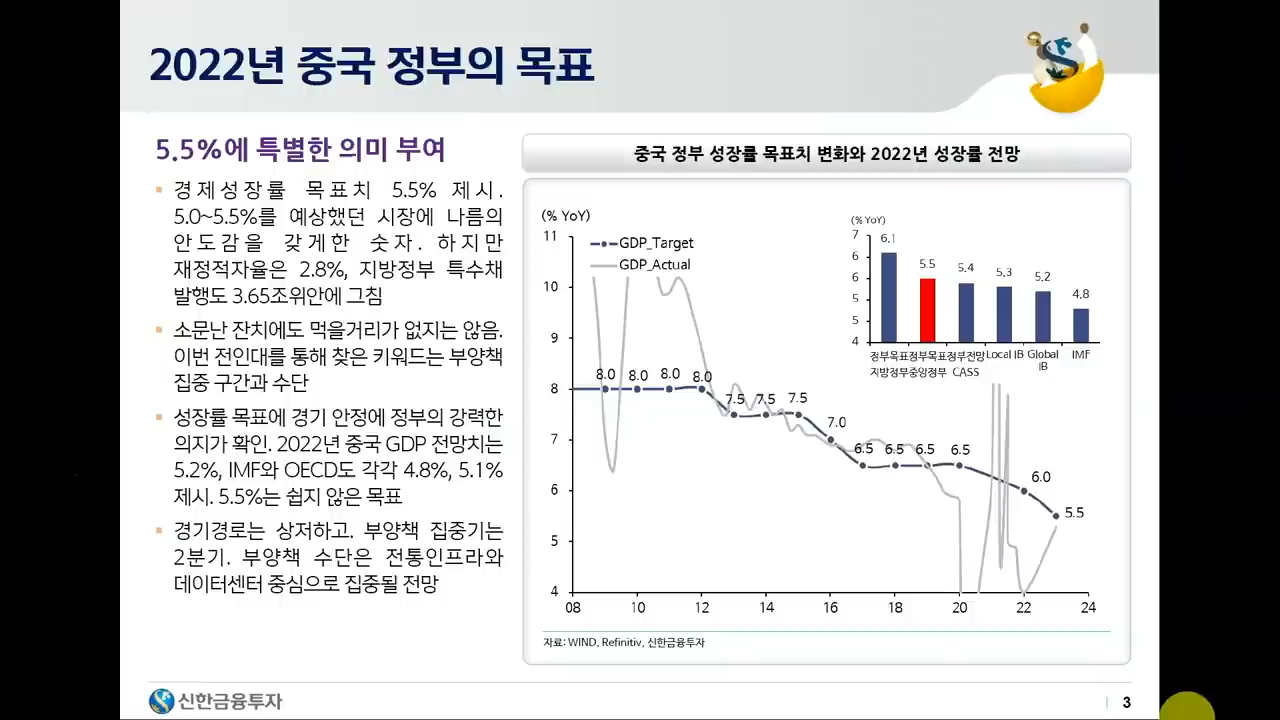 2022년 중국 정부의 목표
5.5%에 특별한 의미 부여
경제성장률 목표치 5.5% 제시.
5.0~5.5%를 예상했던 시장에 나름의
안도감을 갖게한 숫자. 하지만
재정적자율은 2.8%, 지방정부 특수채
발행도 3.65조위안에 그침
소문난 잔치에도 먹을거리가 없지는 않음.
이번 전인대를 통해 찾은 키워드는 부양책
집중 구간과 수단
성장률 목표에 경기 안정에 정부의 강력한
의지가 확인. 2022년 중국 GDP 전망치는
5.2%, IMF와 OECD도 각각 4.8%, 5.1%
제시. 5.5%는 쉽지 않은 목표
경기경로는 상저하고. 부양책 집중기는
2분기. 부양책 수단은 전통인프라와
데이터센터 중심으로 집중될 전망
중국 정부 성장률 목표치 변화와 2022년 성장률 전망
(% YoY)
11
10
9
8
7
6
5
4
08 10 12 14 16 18 20 22 24
GDP_Target
GDP_Actual
8.0 8.0 8.0 8.0 7.5 7.5 7.5 7.0 6.5 6.5 6.5 6.5 6.0 5.5
(% YoY)
7
6
6
5
5
4
6.1 5.5 5.4 5.3 5.2 4.8
정부목표 정부목표 정부전망 Local IB Global IMF
지방정부 중앙정부 CASS IB
자료: WIND, Refinitiv, 신한금융투자
신한금융투자
3